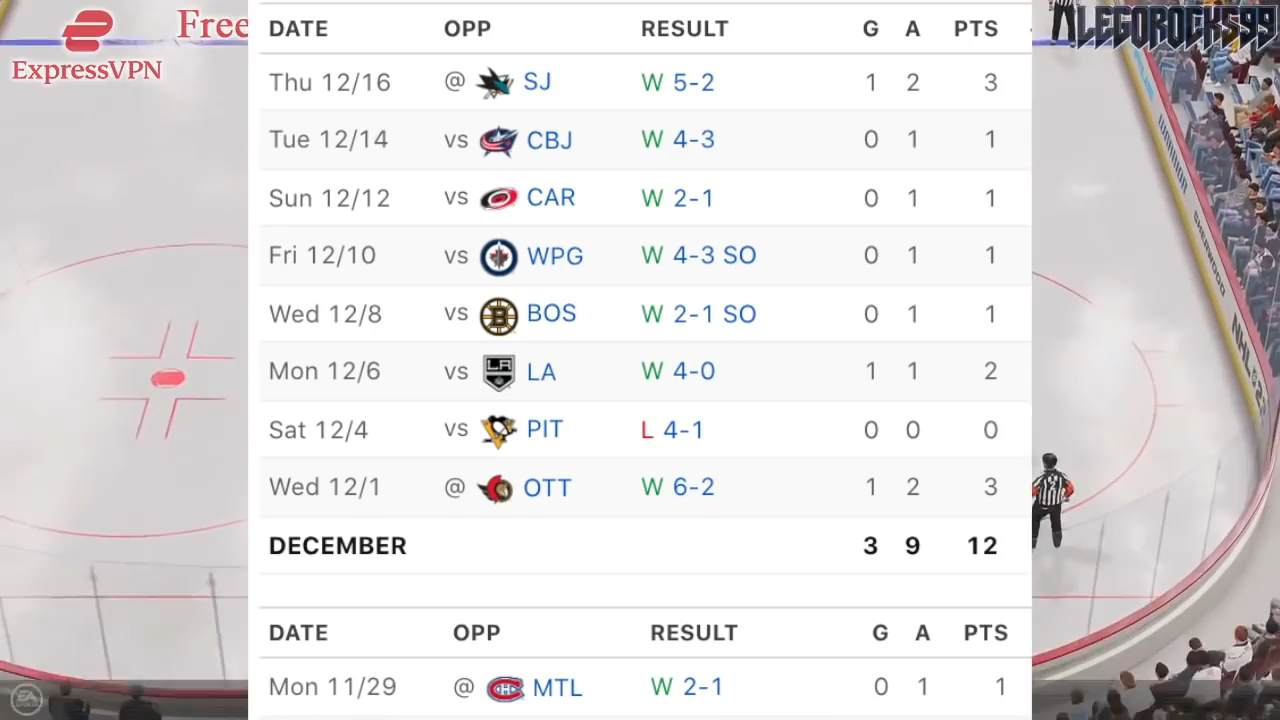 Free
ExpressVPN
LEGOROCKS99
DATE OPP RESULT G A PTS
Thu 12/16 @ SJ W 5-2 1 2 3
Tue 12/14 vs CBJ W 4-3 0 1 1
Sun 12/12 vs CAR W 2-1 0 1 1
Fri 12/10 vs WPG W 4-3 SO 0 1 1
Wed 12/8 vs BOS W 2-1 SO 0 1 1
Mon 12/6 vs LA W 4-0 1 1 2
Sat 12/4 vs PIT L 4-1 0 0 0
Wed 12/1 @ OTT W 6-2 1 2 3
DECEMBER 3 9 12
DATE OPP RESULT G A PTS
Mon 11/29 @ MTL W 2-1 0 1 1
WARRIOR
SHERWOOD
NHL
EA